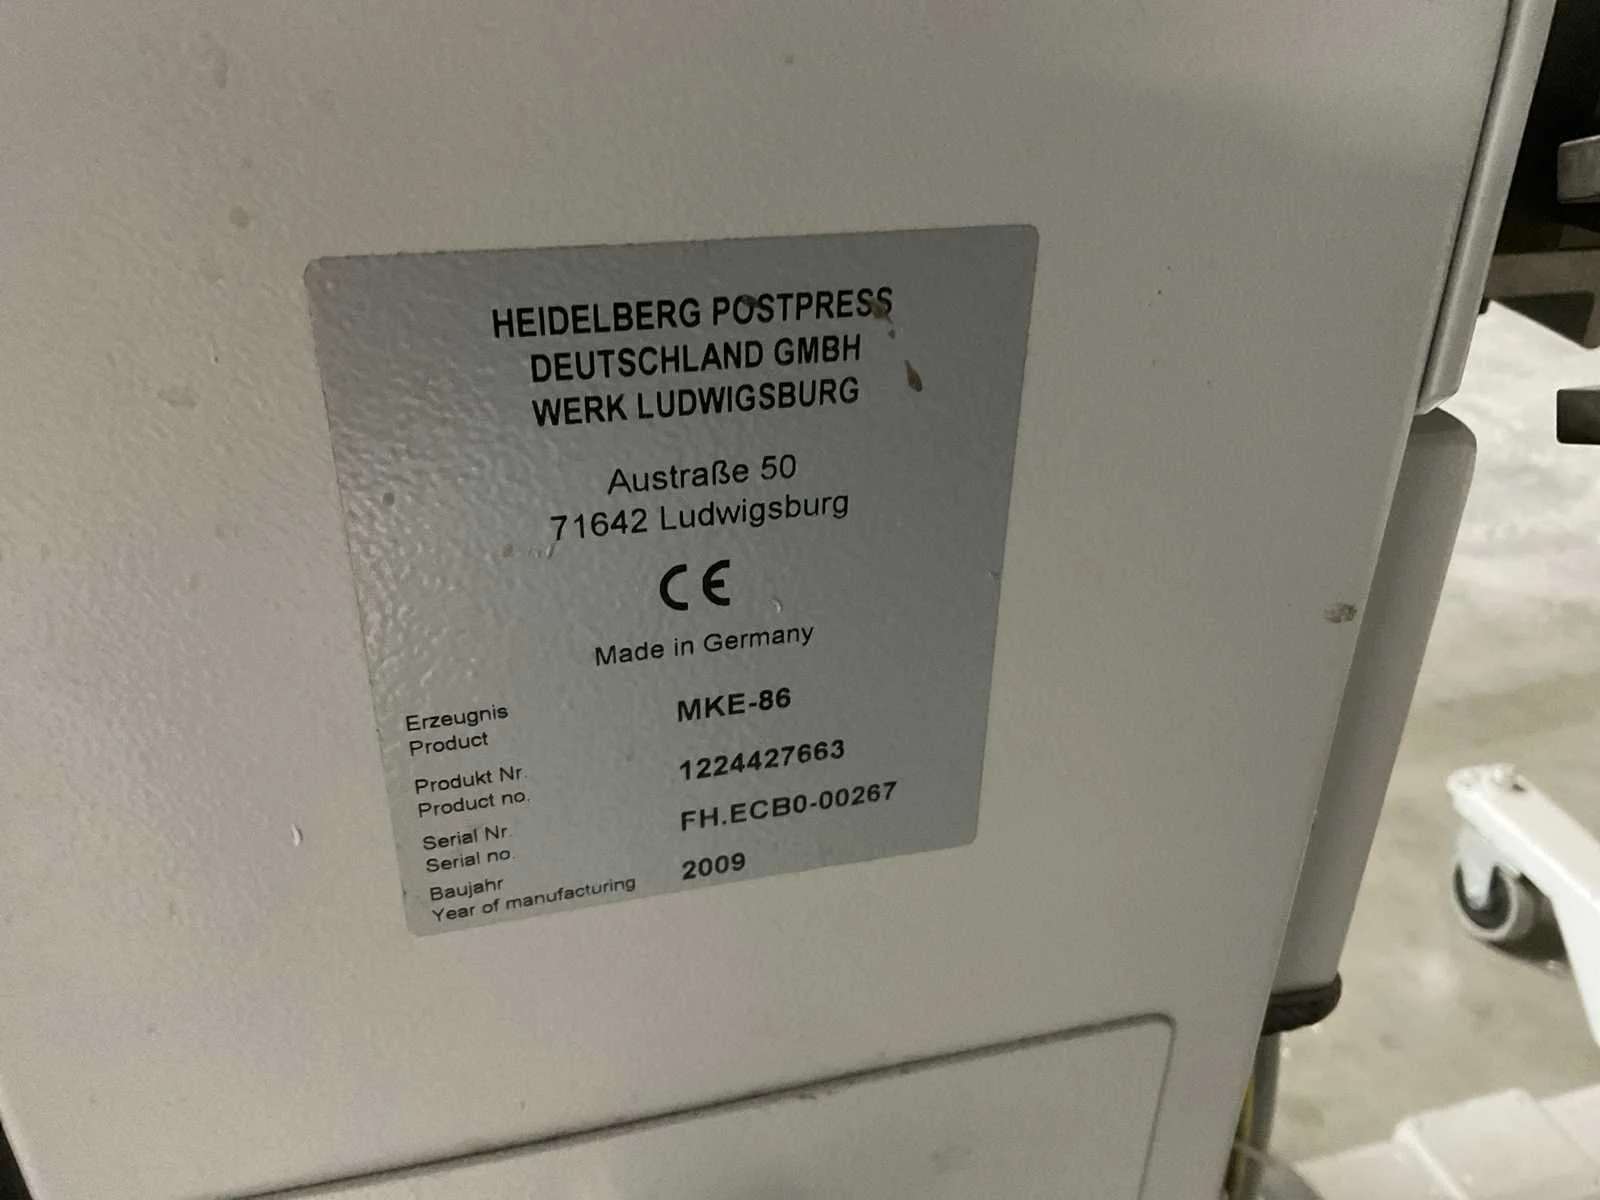 HEIDELBERG POSTPRESS
DEUTSCHLAND GMBH
WERK LUDWIGSBURG
Austraße 50
71642 Ludwigsburg
CE
Made in Germany
Erzeugnis
Product MKE-86
Produkt Nr.
Product no. 1224427663
Serial Nr.
Serial no. FH.ECB0-00267
Baujahr
Year of manufacturing 2009